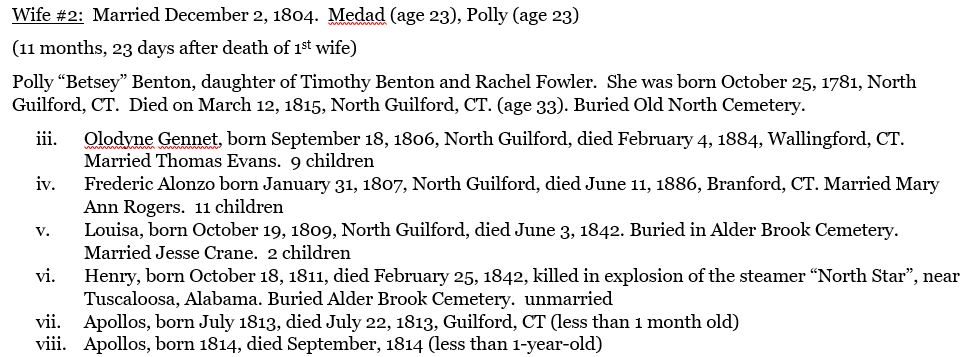 Wife #2: Married December 2, 1804. Medad (age 23), Polly (age 23)
(11 months, 23 days after death of 1st wife)
Polly “Betsey” Benton, daughter of Timothy Benton and Rachel Fowler. She was born October 25, 1781, North
Guilford, CT. Died on March 12, 1815, North Guilford, CT. (age 33). Buried Old North Cemetery.
iii. Olodyne Gennet, born September 18, 1806, North Guilford, died February 4, 1884, Wallingford, CT.
Married Thomas Evans. 9 children
iv. Frederic Alonzo born January 31, 1807, North Guilford, died June 11, 1886, Branford, CT. Married Mary
Ann Rogers. 11 children
v. Louisa, born October 19, 1809, North Guilford, died June 3, 1842. Buried in Alder Brook Cemetery.
Married Jesse Crane. 2 children
vi. Henry, born October 18, 1811, died February 25, 1842, killed in explosion of the steamer “North Star”, near
Tuscaloosa, Alabama. Buried Alder Brook Cemetery. unmarried
vii. Apollos, born July 1813, died July 22, 1813, Guilford, CT (less than 1 month old)
viii. Apollos, born 1814, died September, 1814 (less than 1-year-old)